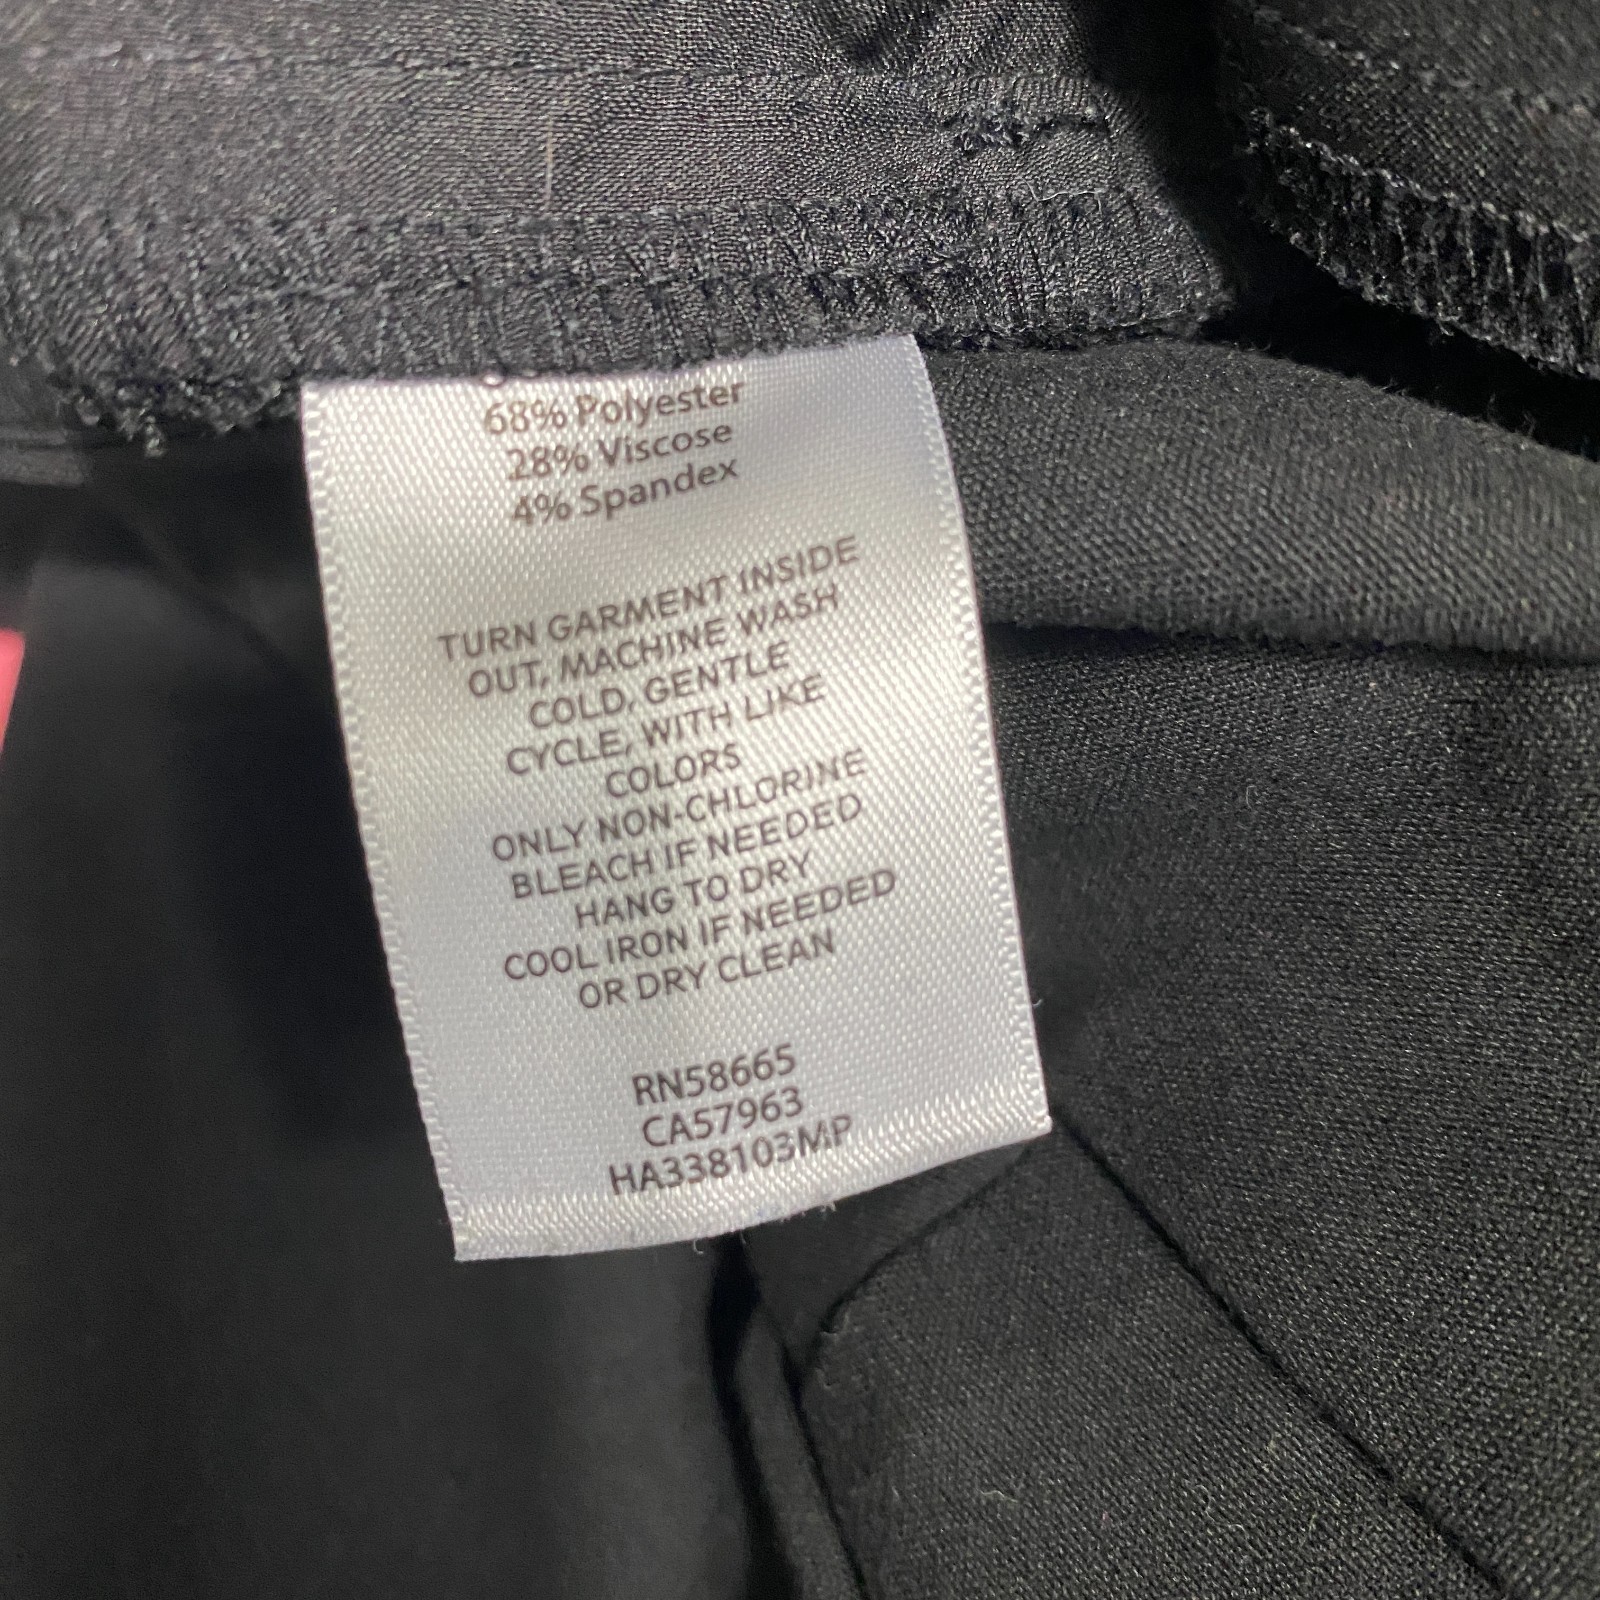 68% Polyester
28% Viscose
4% Spandex
TURN GARMENT INSIDE
OUT, MACHINE WASH
COLD, GENTLE
CYCLE, WITH LIKE
COLORS
ONLY NON-CHLORINE
BLEACH IF NEEDED
HANG TO DRY
COOL IRON IF NEEDED
OR DRY CLEAN
RN58665
CA57963
HA338103MP